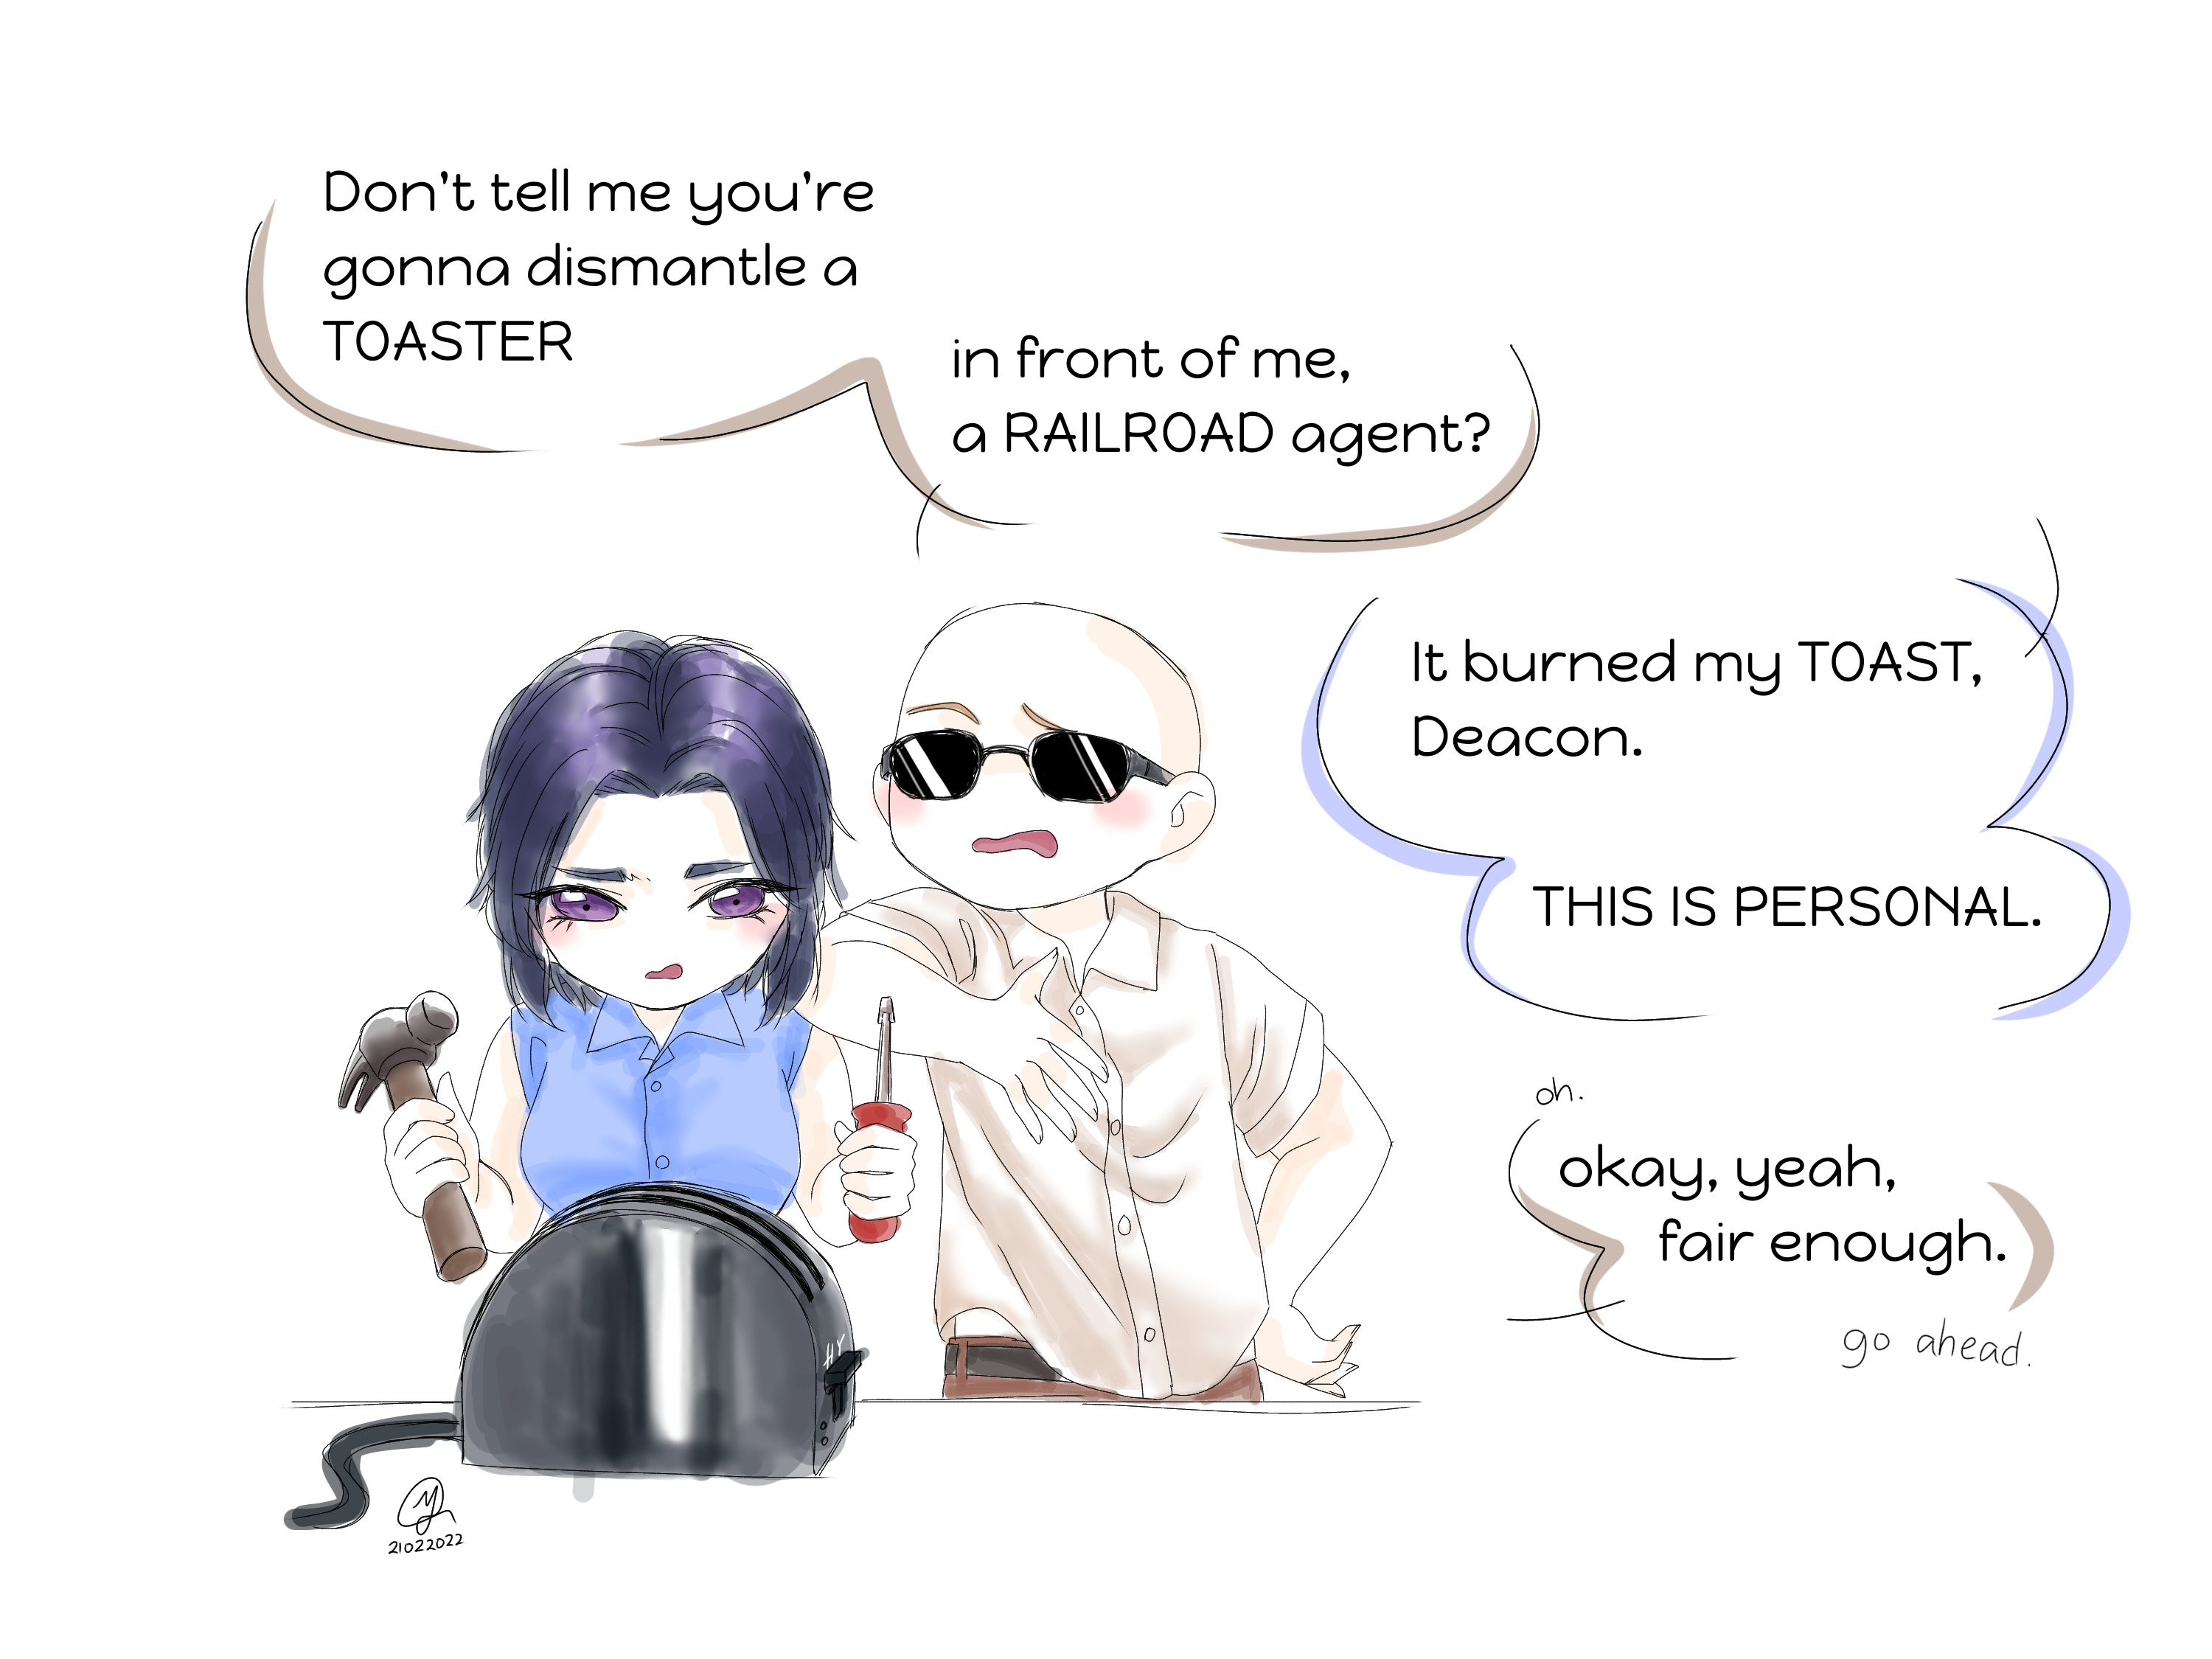 Don't tell me you're
gonna dismantle a
TOASTER
in front of me,
a RAILROAD agent?
It burned my TOAST,
Deacon.
THIS IS PERSONAL.
oh.
okay, yeah,
fair enough.
go ahead.
21022022